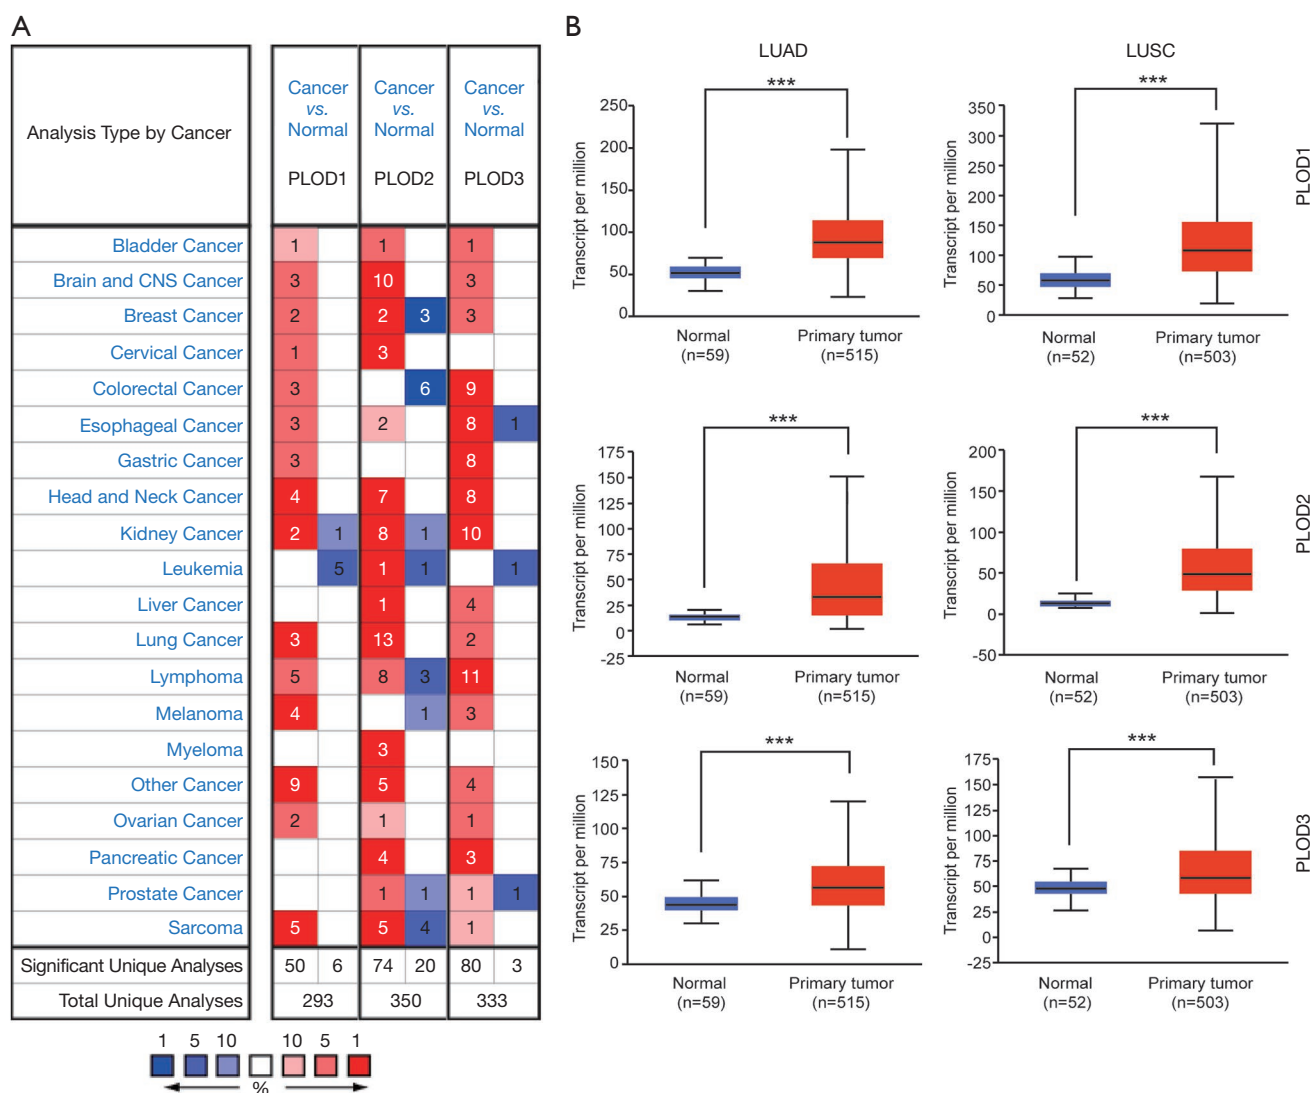 A
Analysis Type by Cancer
Cancer vs. Normal PLOD1
Cancer vs. Normal PLOD2
Cancer vs. Normal PLOD3
Bladder Cancer 1 1 1
Brain and CNS Cancer 3 10 3
Breast Cancer 2 2 3 3
Cervical Cancer 1 3
Colorectal Cancer 3 6 9
Esophageal Cancer 3 2 8 1
Gastric Cancer 3 8
Head and Neck Cancer 4 7 8
Kidney Cancer 2 1 8 1 10
Leukemia 5 1 1 1
Liver Cancer 1 4
Lung Cancer 3 13 2
Lymphoma 5 8 3 11
Melanoma 4 1 3
Myeloma 3
Other Cancer 9 5 4
Ovarian Cancer 2 1 1
Pancreatic Cancer 4 3
Prostate Cancer 1 1 1 1
Sarcoma 5 5 4 1
Significant Unique Analyses 50 6 74 20 80 3
Total Unique Analyses 293 350 333
1 5 10 10 5 1
%
B
LUAD
LUSC
***
Transcript per million
250
200
150
100
50
0
Normal (n=59)
Primary tumor (n=515)
***
Transcript per million
350
300
250
200
150
100
50
0
Normal (n=52)
Primary tumor (n=503)
PLOD1
***
Transcript per million
175
150
125
100
75
50
25
0
-25
Normal (n=59)
Primary tumor (n=515)
***
Transcript per million
200
150
100
50
0
-50
Normal (n=52)
Primary tumor (n=503)
PLOD2
***
Transcript per million
150
125
100
75
50
25
0
Normal (n=59)
Primary tumor (n=515)
***
Transcript per million
175
150
125
100
75
50
25
0
-25
Normal (n=52)
Primary tumor (n=503)
PLOD3